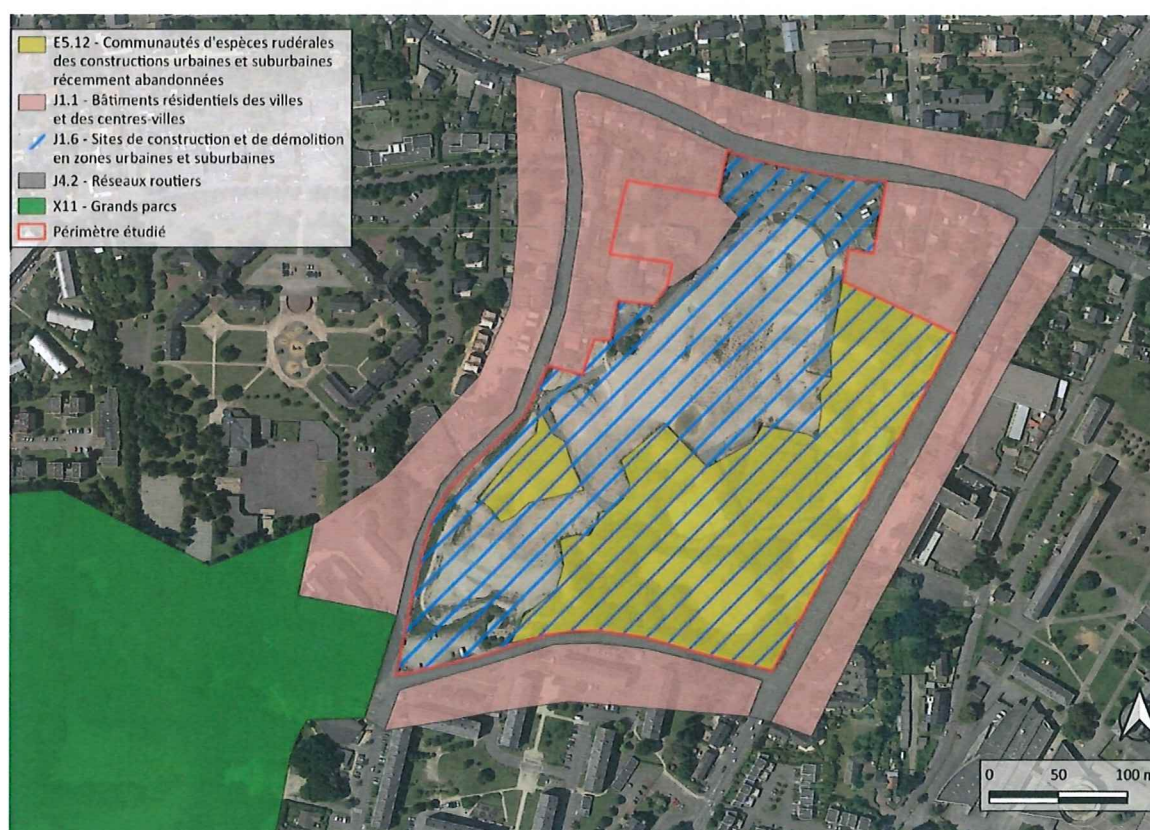 E5.12 - Communautés d'espèces rudérales
des constructions urbaines et suburbaines
récemment abandonnées
J1.1 - Bâtiments résidentiels des villes
et des centres-villes
J1.6 - Sites de construction et de démolition
en zones urbaines et suburbaines
J4.2 - Réseaux routiers
X11 - Grands parcs
Périmètre étudié
0 50 100 m